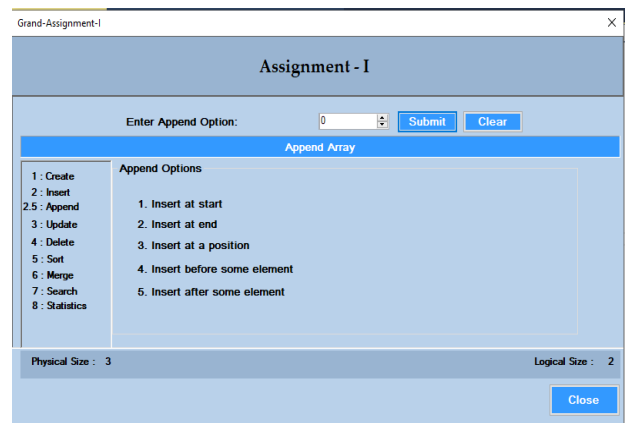 Grand-Assignment-I
Assignment - I
Enter Append Option: 0 Submit Clear
Append Array
1 : Create
2 : Insert
2.5 : Append
3 : Update
4 : Delete
5 : Sort
6 : Merge
7 : Search
8 : Statistics
Append Options
1. Insert at start
2. Insert at end
3. Insert at a position
4. Insert before some element
5. Insert after some element
Physical Size : 3 Logical Size : 2
Close